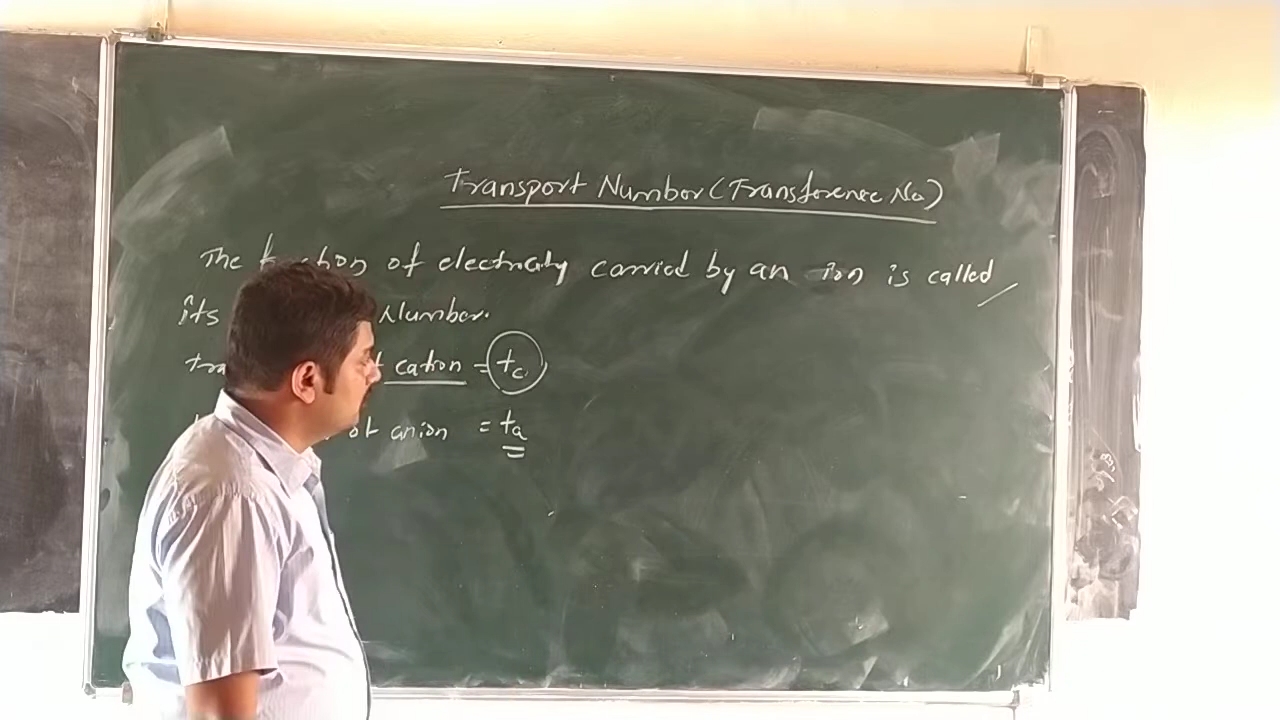 Transport Number (Transference No)
The of electricity carried by an ion is called
its Number.
cation = tc
of anion = ta